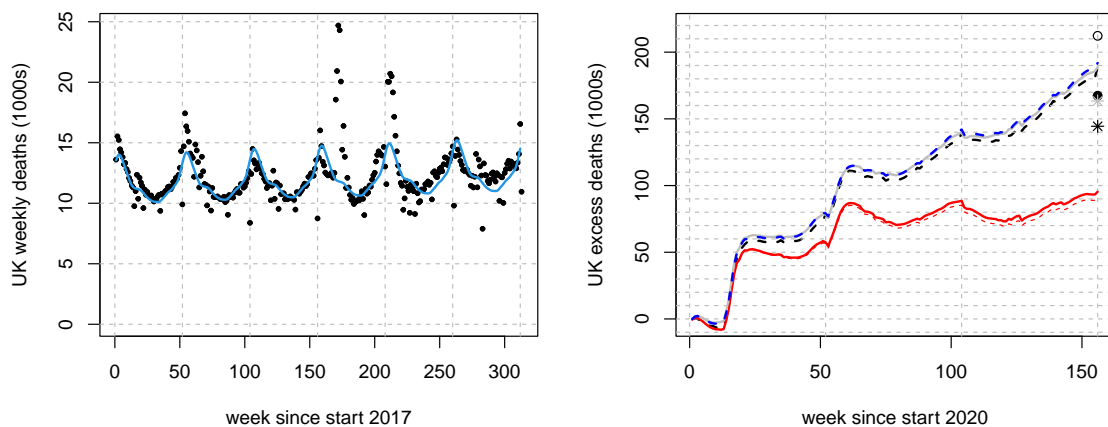 UK weekly deaths (1000s)
25
20
15
10
5
0
0 50 100 150 200 250 300
week since start 2017
UK excess deaths (1000s)
200
150
100
50
0
0 50 100 150
week since start 2020